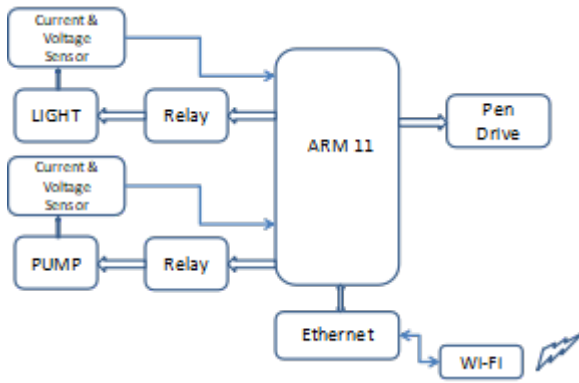 Current &
Voltage
Sensor
LIGHT
Relay
ARM 11
Pen
Drive
Current &
Voltage
Sensor
PUMP
Relay
Ethernet
WI-FI